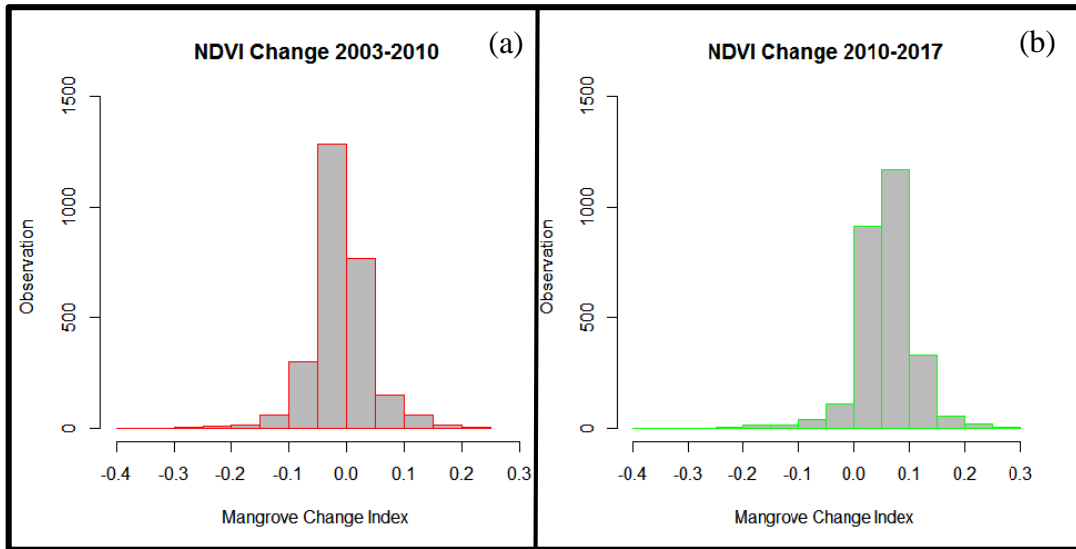 NDVI Change 2003-2010
(a)
1500
1000
500
0
Observation
-0.4 -0.3 -0.2 -0.1 0.0 0.1 0.2 0.3
Mangrove Change Index
NDVI Change 2010-2017
(b)
1500
1000
500
0
Observation
-0.4 -0.3 -0.2 -0.1 0.0 0.1 0.2 0.3
Mangrove Change Index